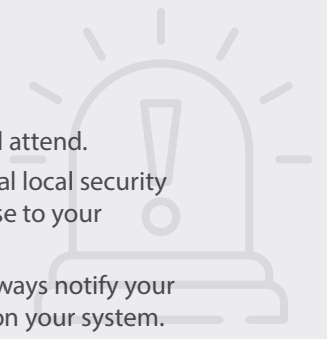 attend.
al local security
se to your
ways notify your
on your system.